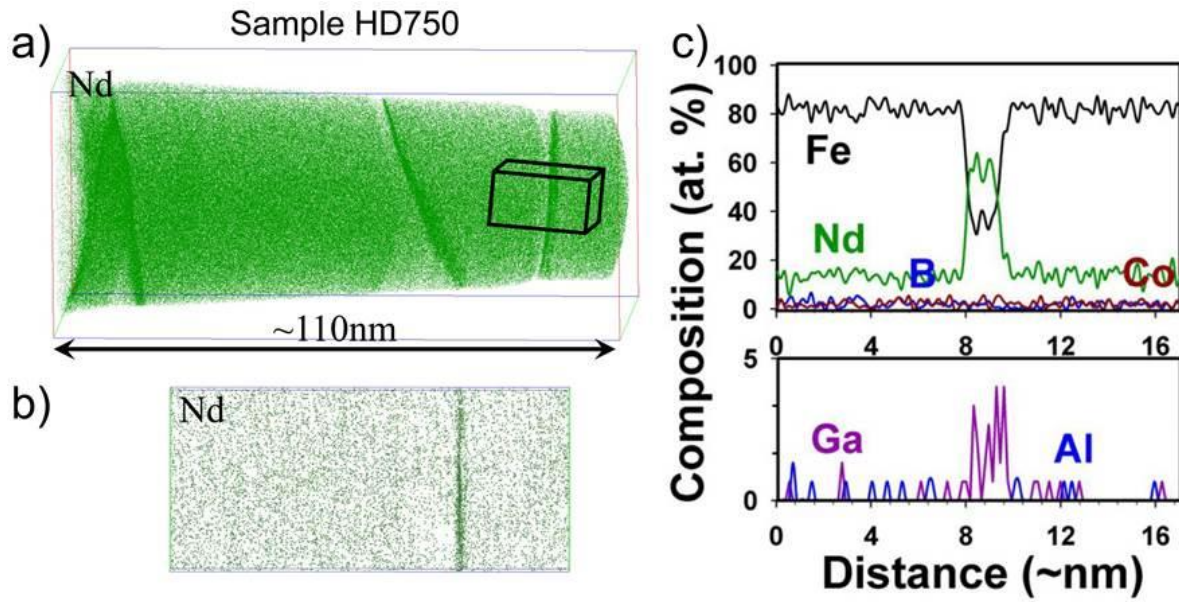 Sample HD750
a)
Nd
~110nm
b)
Nd
c)
Composition (at. %)
100
80
60
40
20
0
Fe
Nd
B
Co
0 4 8 12 16
5
0
Ga
Al
0 4 8 12 16
Distance (~nm)